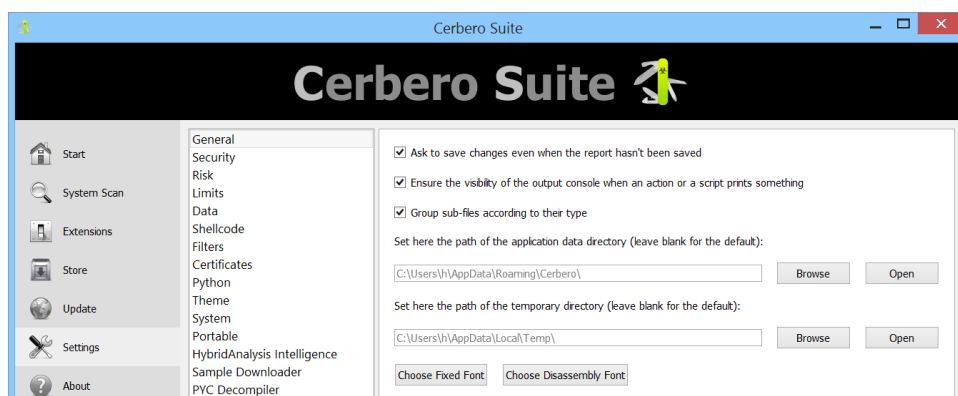 Cerbero Suite
Cerbero Suite
Start
System Scan
Extensions
Store
Update
Settings
About
General
Security
Risk
Limits
Data
Shellcode
Filters
Certificates
Python
Theme
System
Portable
HybridAnalysis Intelligence
Sample Downloader
PYC Decompiler
Ask to save changes even when the report hasn't been saved
Ensure the visibility of the output console when an action or a script prints something
Group sub-files according to their type
Set here the path of the application data directory (leave blank for the default):
C:\Users\h\AppData\Roaming\Cerbero\ Browse Open
Set here the path of the temporary directory (leave blank for the default):
C:\Users\h\AppData\Local\Temp\ Browse Open
Choose Fixed Font Choose Disassembly Font